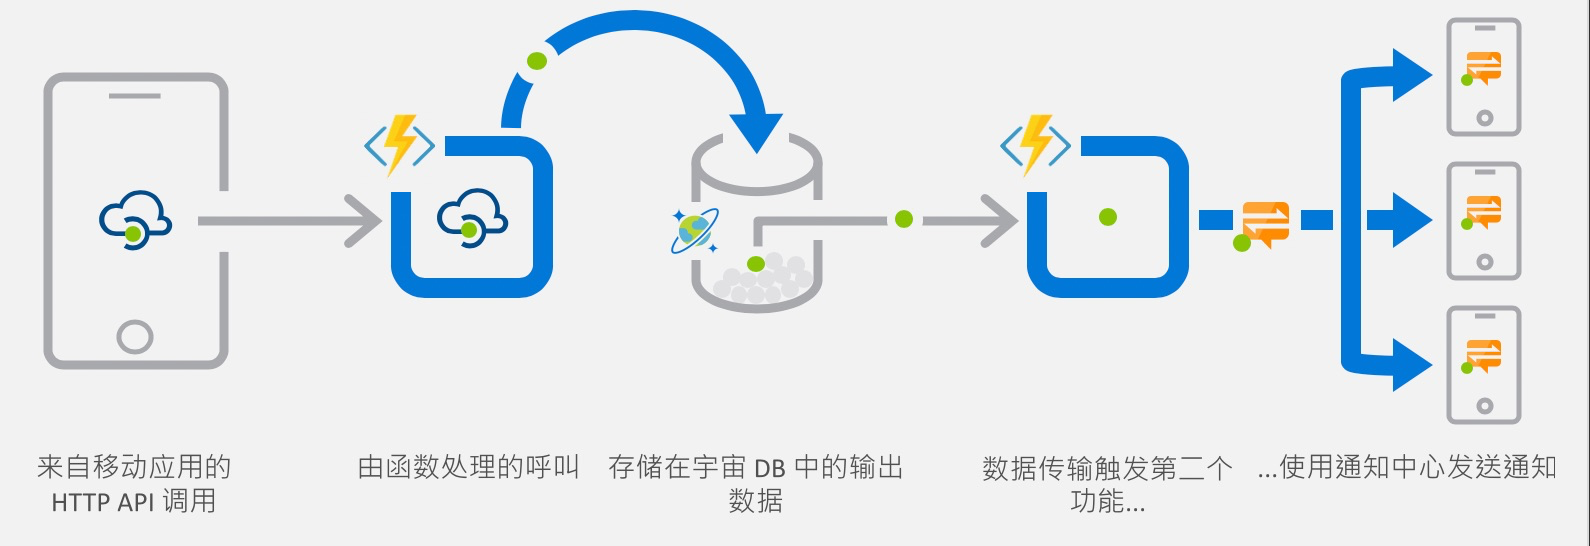 来自移动应用的
HTTP API 调用
由函数处理的呼叫
存储在宇宙 DB 中的输出
数据
数据传输触发第二个
功能...
...使用通知中心发送通知